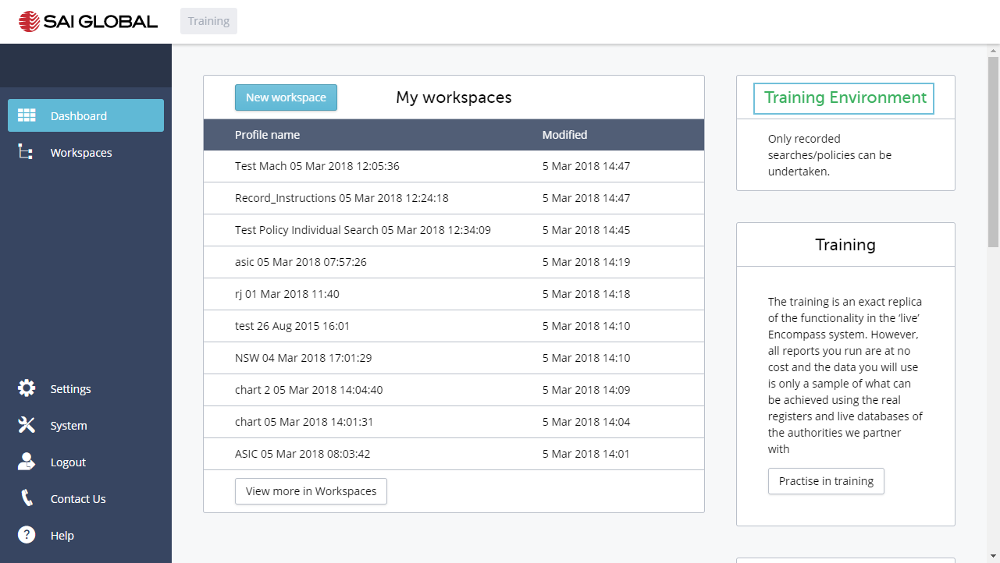 SAI GLOBAL
Training
Dashboard
Workspaces
Settings
System
Logout
Contact Us
? Help
New workspace My workspaces
Profile name Modified
Test Mach 05 Mar 2018 12:05:36 5 Mar 2018 14:47
Record_Instructions 05 Mar 2018 12:24:18 5 Mar 2018 14:47
Test Policy Individual Search 05 Mar 2018 12:34:09 5 Mar 2018 14:45
asic 05 Mar 2018 07:57:26 5 Mar 2018 14:19
rj 01 Mar 2018 11:40 5 Mar 2018 14:18
test 26 Aug 2015 16:01 5 Mar 2018 14:10
NSW 04 Mar 2018 17:01:29 5 Mar 2018 14:10
chart 2 05 Mar 2018 14:04:40 5 Mar 2018 14:09
chart 05 Mar 2018 14:01:31 5 Mar 2018 14:04
ASIC 05 Mar 2018 08:03:42 5 Mar 2018 14:01
View more in Workspaces
Training Environment
Only recorded
searches/policies can be
undertaken.
Training
The training is an exact replica
of the functionality in the ‘live’
Encompass system. However,
all reports you run are at no
cost and the data you will use
is only a sample of what can
be achieved using the real
registers and live databases of
the authorities we partner
with
Practise in training